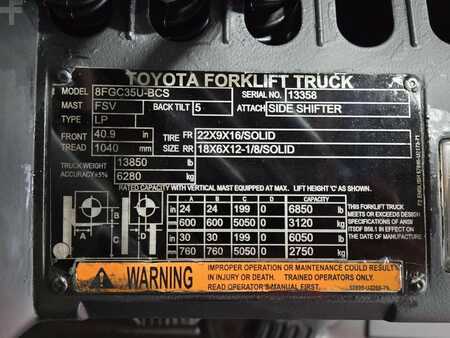 TOYOTA FORKLIFT TRUCK
MODEL 8FGC35U-BCS SERIAL NO. 13358
MAST FSV BACK TILT 5 ATTACH SIDE SHIFTER
TYPE LP
FRONT 40.9 in TIRE FR 22X9X16/SOLID
TREAD 1040 mm SIZE RR 18X6X12-1/8/SOLID
TRUCK WEIGHT 13850 lb
ACCURACY±5% 6280 kg
RATED CAPACITY WITH VERTICAL MAST EQUIPPED AT MAX. LIFT HEIGHT 'C' AS SHOWN.
A B C D CAPACITY
in 24 24 199 0 6850 lb
mm 600 600 5050 0 3120 kg
in 30 30 199 0 6050 lb
mm 760 760 5050 0 2750 kg
THIS FORKLIFT TRUCK
MEETS OR EXCEEDS DESIGN
SPECIFICATIONS OF ANSI
ITSDF B56.1 ON THE
DATE OF MANUFACTURE.
A B C D
WARNING
IMPROPER OPERATION OR MAINTENANCE COULD RESULT
IN INJURY OR DEATH. TRAINED OPERATORS ONLY.
READ OPERATOR'S MANUAL FIRST.